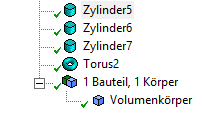 Zylinder5
Zylinder6
Zylinder7
Torus2
1 Bauteil, 1 Körper
Volumenkörper